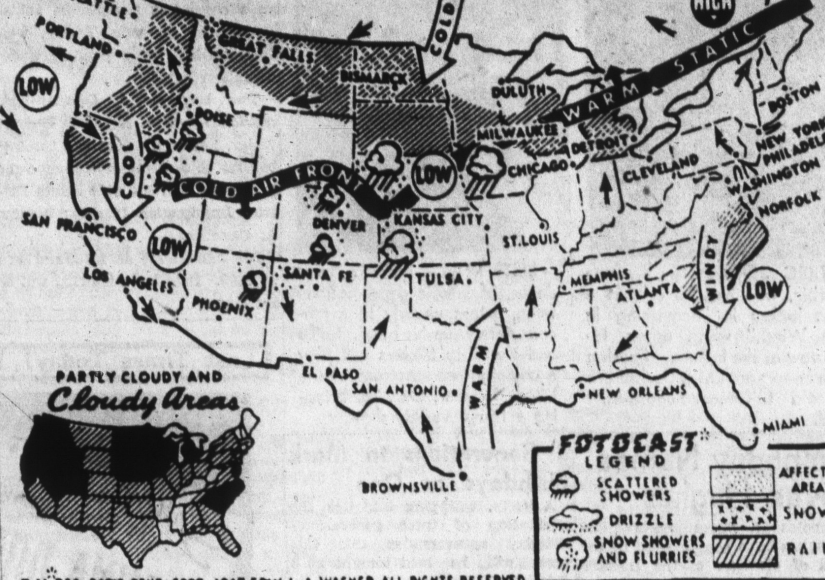 SEATTLE
PORTLAND
COLD
HIGH
GREAT FALLS
BISMARCK
LOW
DULUTH
WARM STATIC
BOSTON
BOISE
MILWAUKEE
DETROIT
NEW YORK
PHILADEL
COOL
COLD AIR FRONT
LOW
CHICAGO
CLEVELAND
WASHINGTON
NORFOLK
SAN FRANCISCO
DENVER
KANSAS CITY
LOW
ST. LOUIS
WINDY
LOS ANGELES
SANTA FE
TULSA
MEMPHIS
ATLANTA
LOW
PHOENIX
EL PASO
SAN ANTONIO
WARM
NEW ORLEANS
PARTLY CLOUDY AND
Cloudy Areas
MIAMI
BROWNSVILLE
FOTOCAST
LEGEND
SCATTERED
SHOWERS
DRIZZLE
SNOW SHOWERS
AND FLURRIES
AFFECT
AREA
SNOW
RAIN
ALL RIGHTS RESERVED